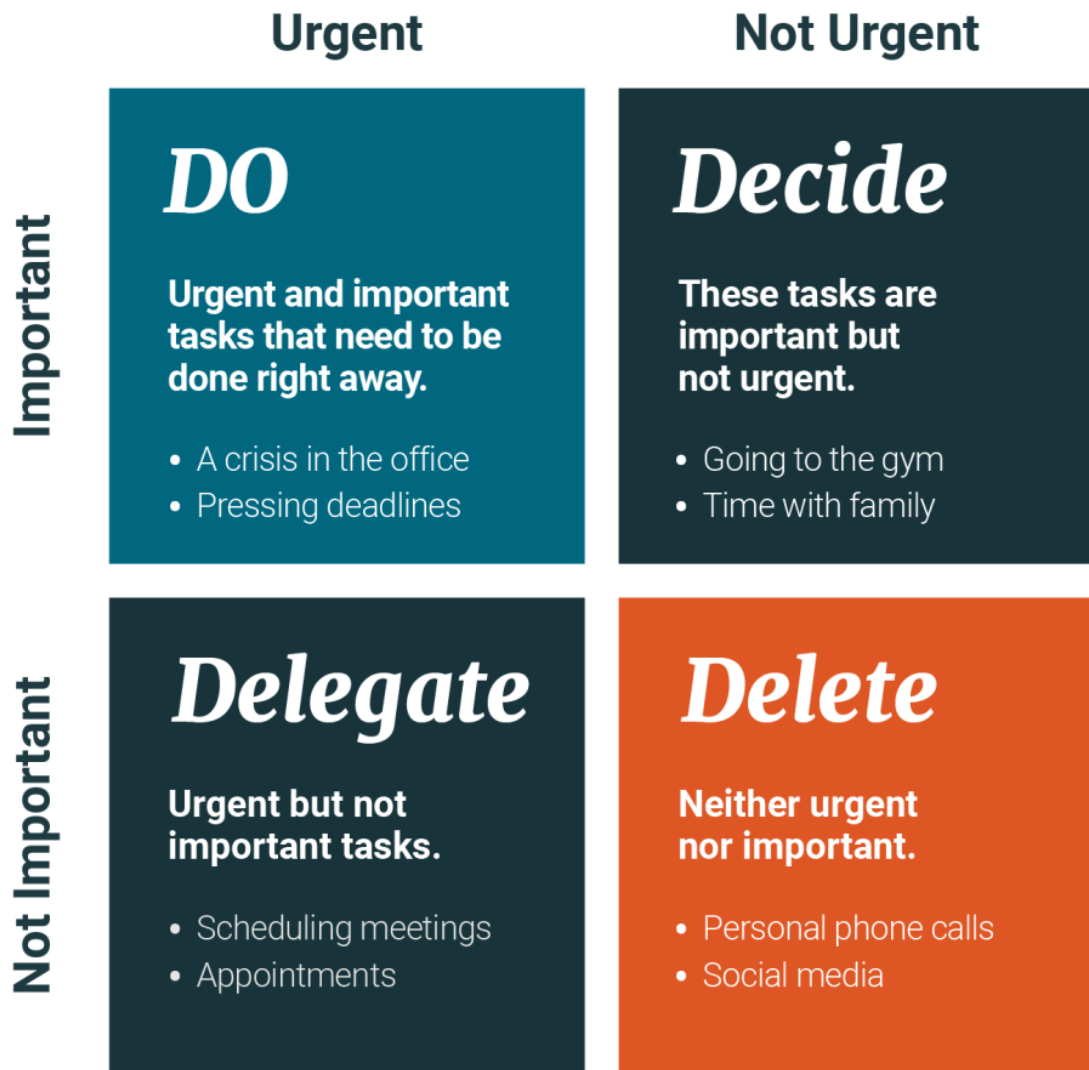 Urgent
Not Urgent
Important
DO
Urgent and important
tasks that need to be
done right away.
• A crisis in the office
• Pressing deadlines
Decide
These tasks are
important but
not urgent.
• Going to the gym
• Time with family
Not Important
Delegate
Urgent but not
important tasks.
• Scheduling meetings
• Appointments
Delete
Neither urgent
nor important.
• Personal phone calls
• Social media